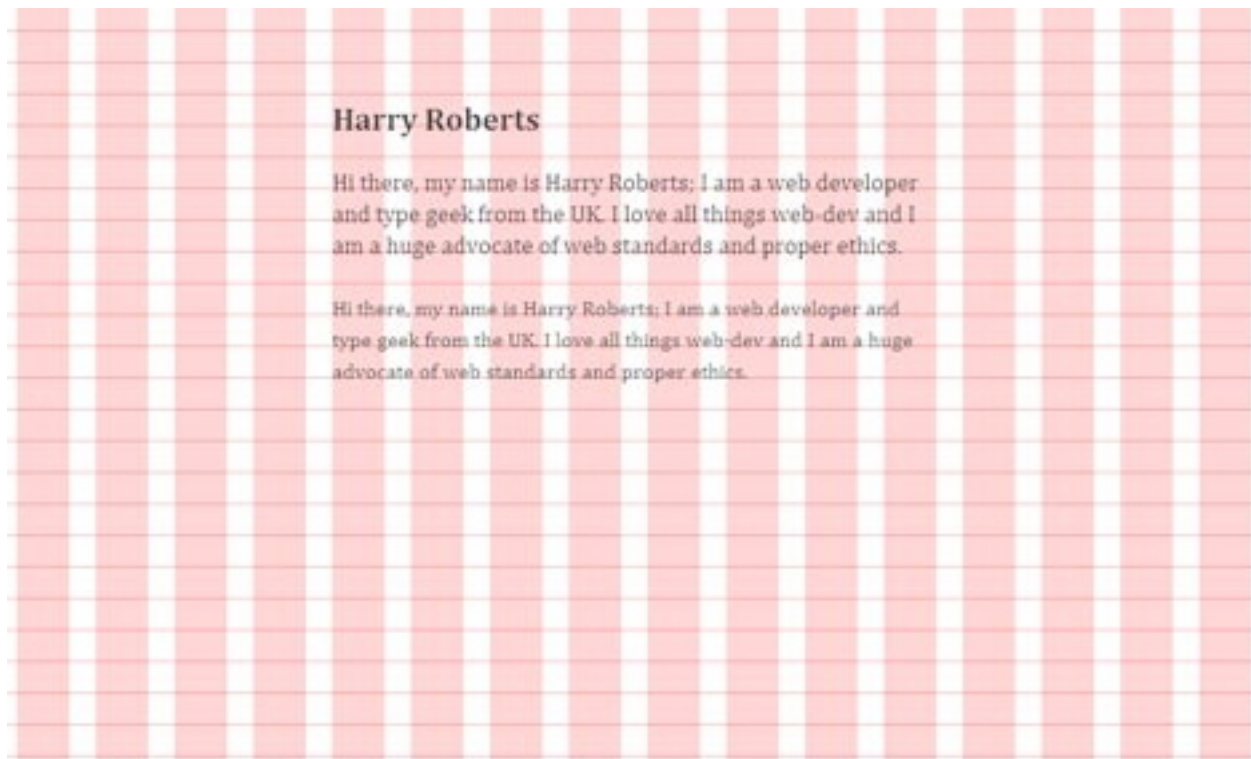 Harry Roberts
Hi there, my name is Harry Roberts; I am a web developer
and type geek from the UK. I love all things web-dev and I
am a huge advocate of web standards and proper ethics.
Hi there, my name is Harry Roberts; I am a web developer and
type geek from the UK. I love all things web-dev and I am a huge
advocate of web standards and proper ethics.